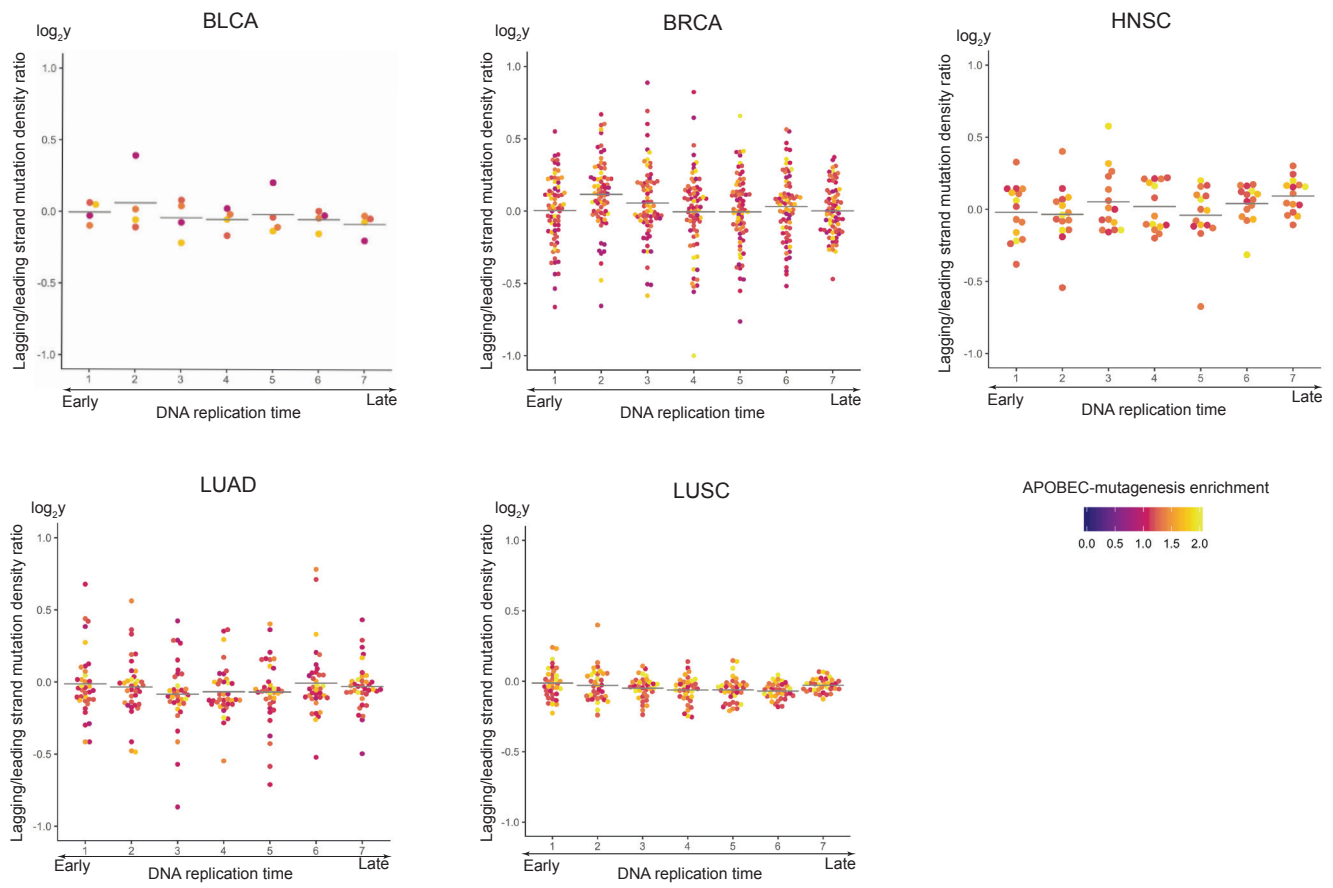 BLCA
log₂y
Lagging/leading strand mutation density ratio
1.0
0.5
0.0
-0.5
-1.0
1 2 3 4 5 6 7
Early Late
DNA replication time
BRCA
log₂y
Lagging/leading strand mutation density ratio
1.0
0.5
0.0
-0.5
-1.0
1 2 3 4 5 6 7
Early Late
DNA replication time
HNSC
log₂y
Lagging/leading strand mutation density ratio
1.0
0.5
0.0
-0.5
-1.0
1 2 3 4 5 6 7
Early Late
DNA replication time
LUAD
log₂y
Lagging/leading strand mutation density ratio
1.0
0.5
0.0
-0.5
-1.0
1 2 3 4 5 6 7
Early Late
DNA replication time
LUSC
log₂y
Lagging/leading strand mutation density ratio
1.0
0.5
0.0
-0.5
-1.0
1 2 3 4 5 6 7
Early Late
DNA replication time
APOBEC-mutagenesis enrichment
0.0 0.5 1.0 1.5 2.0